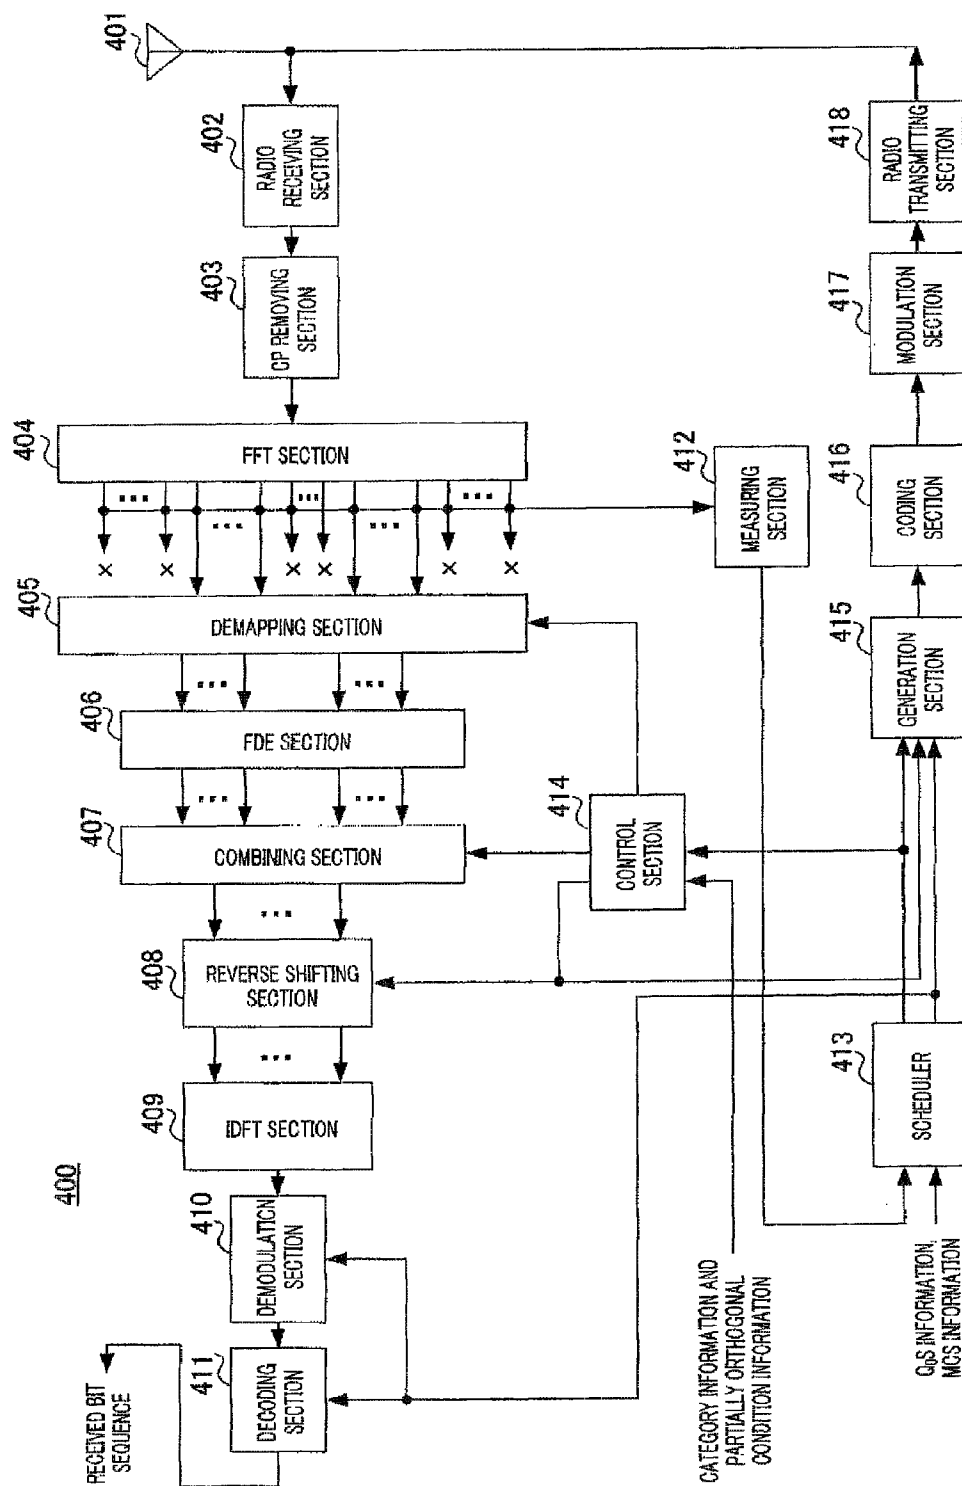 400
401
402
RADIO
RECEIVING
SECTION
403
CP REMOVING
SECTION
404
FFT SECTION
405
DEMAPPING SECTION
406
FDE SECTION
407
COMBINING SECTION
408
REVERSE SHIFTING
SECTION
409
IDFT SECTION
410
DEMODULATION
SECTION
411
DECODING
SECTION
RECEIVED BIT
SEQUENCE
412
MEASURING
SECTION
413
SCHEDULER
414
CONTROL
SECTION
415
GENERATION
SECTION
416
CODING
SECTION
417
MODULATION
SECTION
418
RADIO
TRANSMITTING
SECTION
CATEGORY INFORMATION AND
PARTIALLY ORTHOGONAL
CONDITION INFORMATION
QoS INFORMATION,
MCS INFORMATION